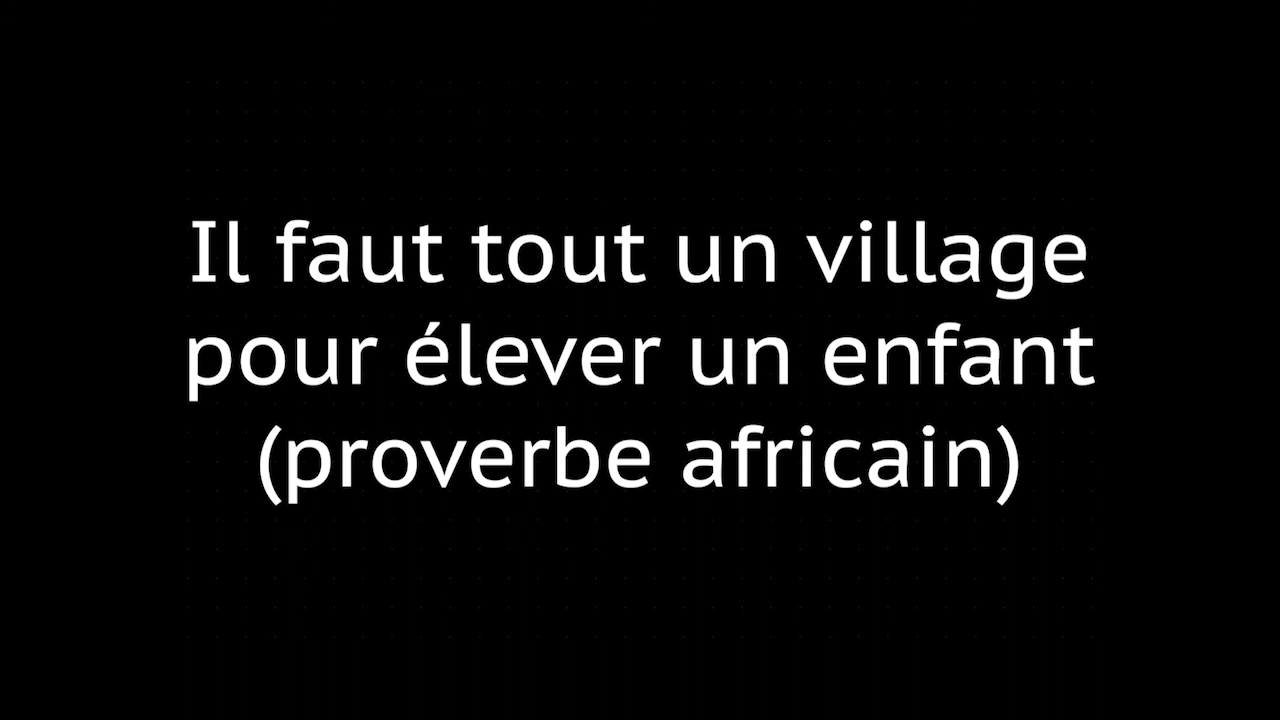 Il faut tout un village
pour élever un enfant
(proverbe africain)